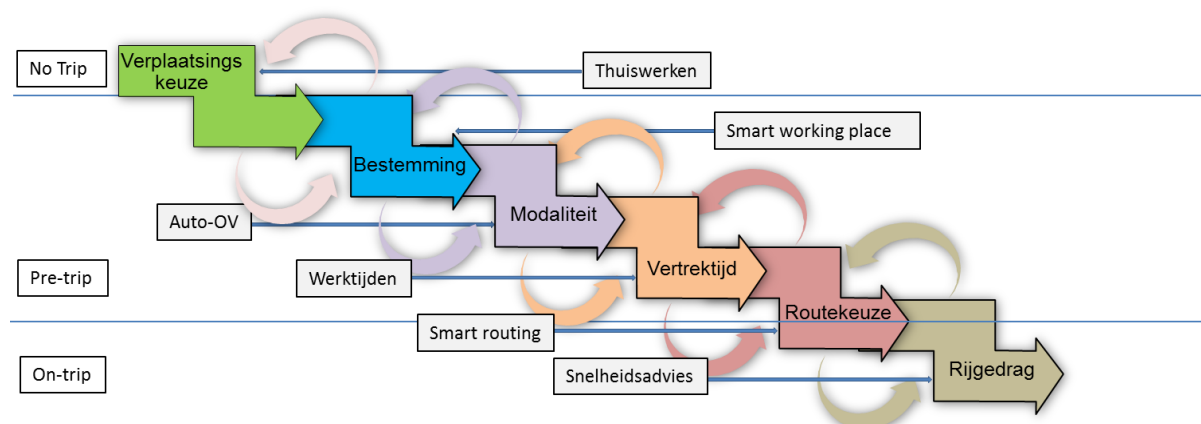 No Trip
Verplaatsings
keuze
Thuiswerken
Smart working place
Bestemming
Auto-OV
Modaliteit
Pre-trip
Werktijden
Vertrektijd
Smart routing
Routekeuze
On-trip
Snelheidsadvies
Rijgedrag